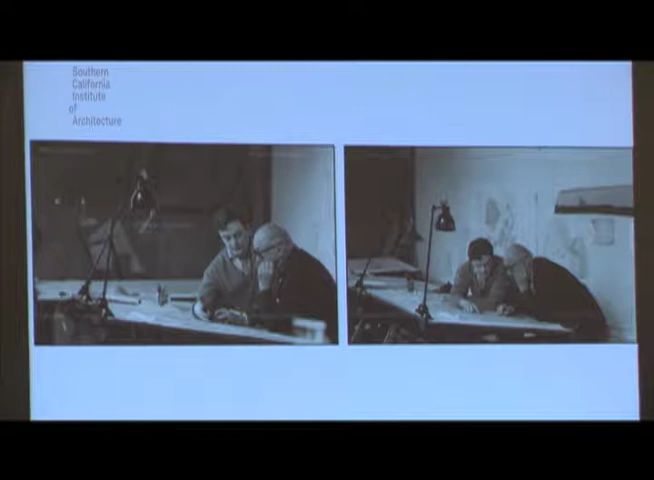 Southern
California
Institute
of
Architecture